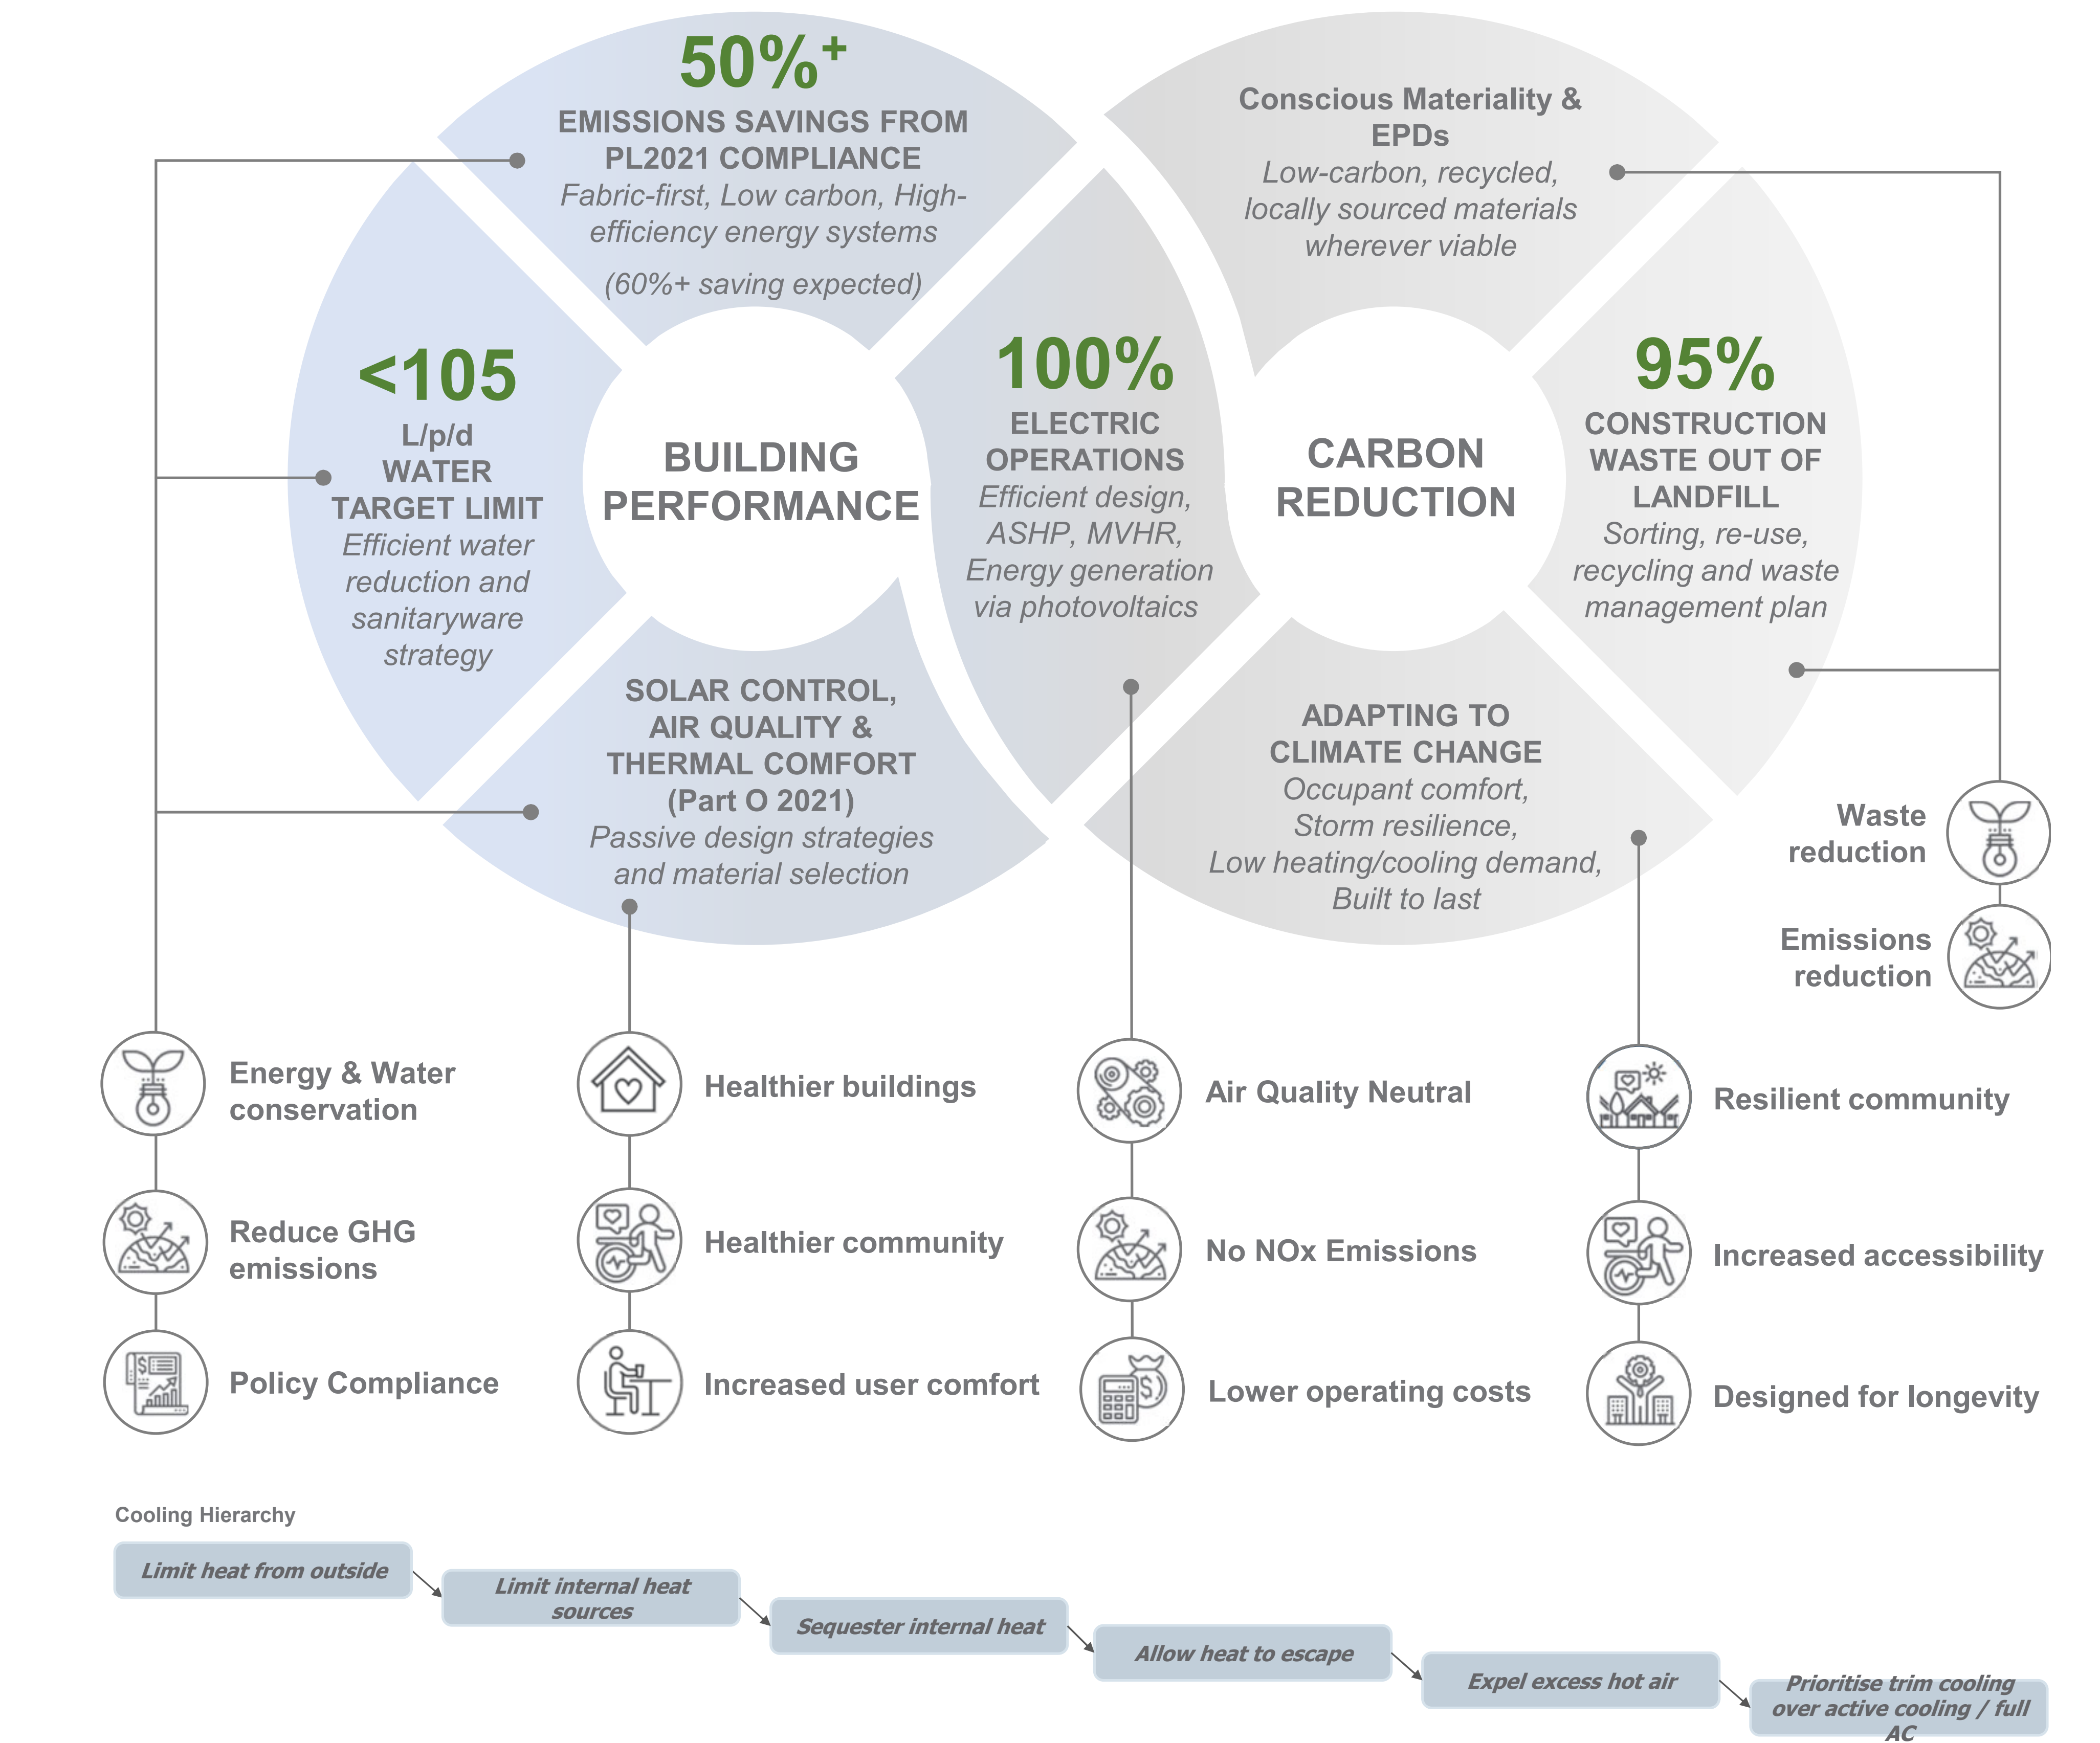 50%+
EMISSIONS SAVINGS FROM
PL2021 COMPLIANCE
Fabric-first, Low carbon, High-
efficiency energy systems
(60%+ saving expected)
<105
L/p/d
WATER
TARGET LIMIT
Efficient water
reduction and
sanitaryware
strategy
BUILDING
PERFORMANCE
SOLAR CONTROL,
AIR QUALITY &
THERMAL COMFORT
(Part O 2021)
Passive design strategies
and material selection
100%
ELECTRIC
OPERATIONS
Efficient design,
ASHP, MVHR,
Energy generation
via photovoltaics
Conscious Materiality &
EPDs
Low-carbon, recycled,
locally sourced materials
wherever viable
CARBON
REDUCTION
95%
CONSTRUCTION
WASTE OUT OF
LANDFILL
Sorting, re-use,
recycling and waste
management plan
ADAPTING TO
CLIMATE CHANGE
Occupant comfort,
Storm resilience,
Low heating/cooling demand,
Built to last
Waste
reduction
Emissions
reduction
Energy & Water
conservation
Reduce GHG
emissions
Policy Compliance
Healthier buildings
Healthier community
Increased user comfort
Air Quality Neutral
No NOx Emissions
Lower operating costs
Resilient community
Increased accessibility
Designed for longevity
Cooling Hierarchy
Limit heat from outside
Limit internal heat
sources
Sequester internal heat
Allow heat to escape
Expel excess hot air
Prioritise trim cooling
over active cooling / full
AC